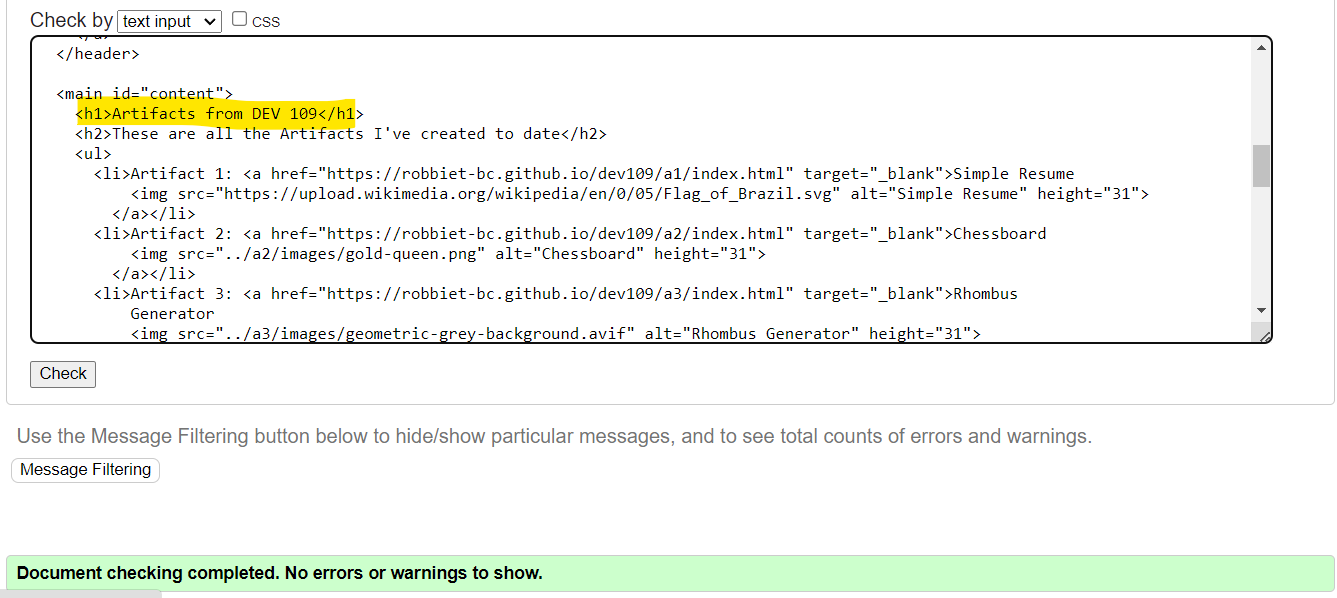 Check by text input CSS
</a>
</header>
<main id="content">
<h1>Artifacts from DEV 109</h1>
<h2>These are all the Artifacts I've created to date</h2>
<ul>
<li>Artifact 1: <a href="https://robbiet-bc.github.io/dev109/a1/index.html" target="_blank">Simple Resume
<img src="https://upload.wikimedia.org/wikipedia/en/0/05/Flag_of_Brazil.svg" alt="Simple Resume" height="31">
</a></li>
<li>Artifact 2: <a href="https://robbiet-bc.github.io/dev109/a2/index.html" target="_blank">Chessboard
<img src="../a2/images/gold-queen.png" alt="Chessboard" height="31">
</a></li>
<li>Artifact 3: <a href="https://robbiet-bc.github.io/dev109/a3/index.html" target="_blank">Rhombus
Generator
<img src="../a3/images/geometric-grey-background.avif" alt="Rhombus Generator" height="31">
Check
Use the Message Filtering button below to hide/show particular messages, and to see total counts of errors and warnings.
Message Filtering
Document checking completed. No errors or warnings to show.